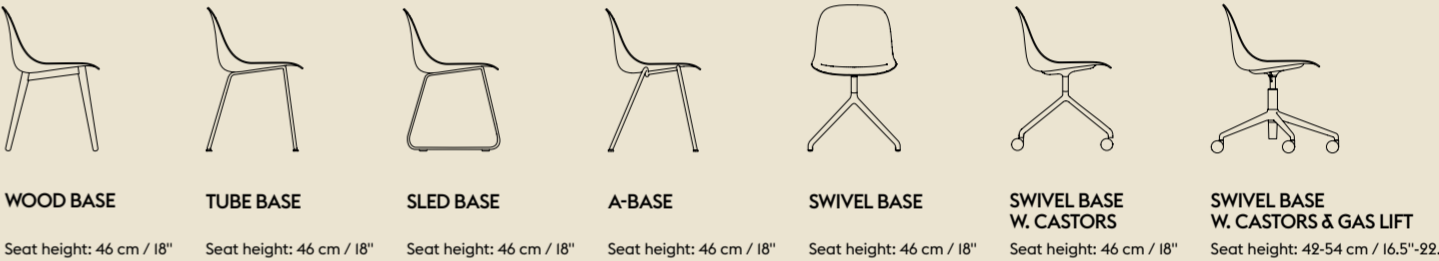 WOOD BASE
Seat height: 46 cm / 18"
TUBE BASE
Seat height: 46 cm / 18"
SLED BASE
Seat height: 46 cm / 18"
A-BASE
Seat height: 46 cm / 18"
SWIVEL BASE
Seat height: 46 cm / 18"
SWIVEL BASE
W. CASTORS
Seat height: 46 cm / 18"
SWIVEL BASE
W. CASTORS & GAS LIFT
Seat height: 42-54 cm / 16.5"-22.